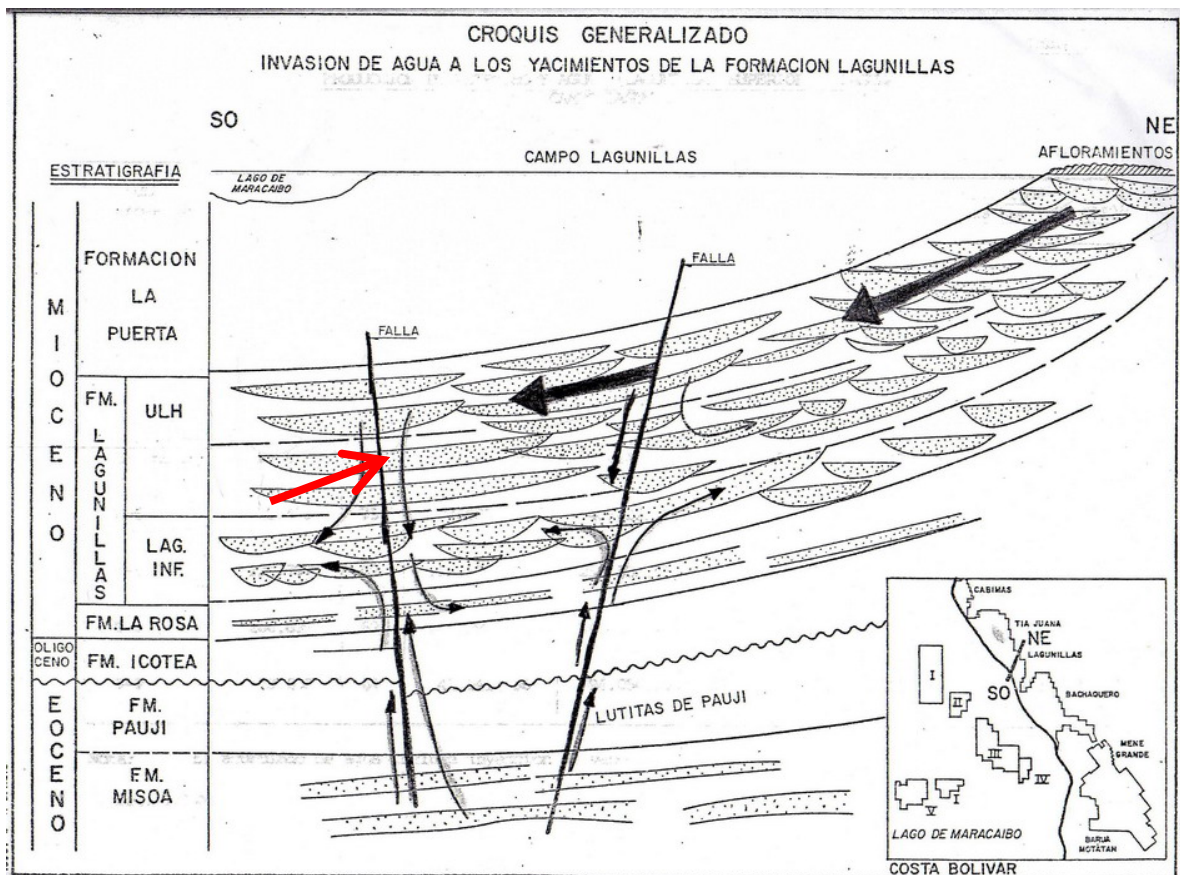 CROQUIS GENERALIZADO
INVASION DE AGUA A LOS YACIMIENTOS DE LA FORMACION LAGUNILLAS
SO
NE
CAMPO LAGUNILLAS
AFLORAMIENTOS
ESTRATIGRAFIA
LAGO DE
MARACAIBO
MIOCENO
FORMACION
LA
PUERTA
FALLA
FALLA
FM.
LAGUNILLAS
ULH
LAG.
INF.
FM.LA ROSA
OLIGO
CENO
FM. ICOTEA
EOCENO
FM.
PAUJI
LUTITAS DE PAUJI
FM.
MISOA
CABIMAS
TIA JUANA
NE
LAGUNILLAS
SO
I
II
BACHAQUERO
III
IV
MENE
GRANDE
V
I
LAGO DE MARACAIBO
BARUA
MOTATAN
COSTA BOLIVAR